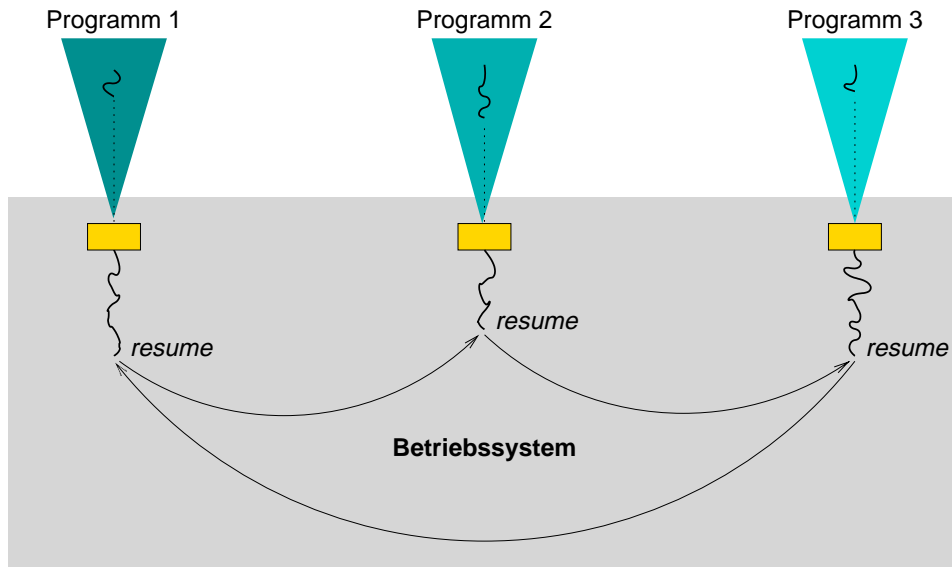 Programm 1
Programm 2
Programm 3
resume
resume
resume
Betriebssystem